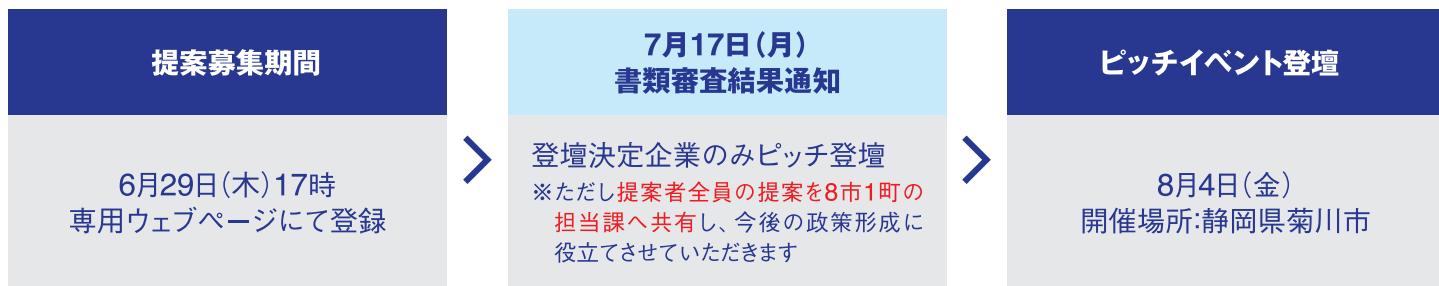 提案募集期間
6月29日(木)17時
専用ウェブページにて登録
7月17日(月)
書類審査結果通知
登壇決定企業のみピッチ登壇
※ただし提案者全員の提案を8市1町の
担当課へ共有し、今後の政策形成に
役立てさせていただきます
ピッチイベント登壇
8月4日(金)
開催場所:静岡県菊川市